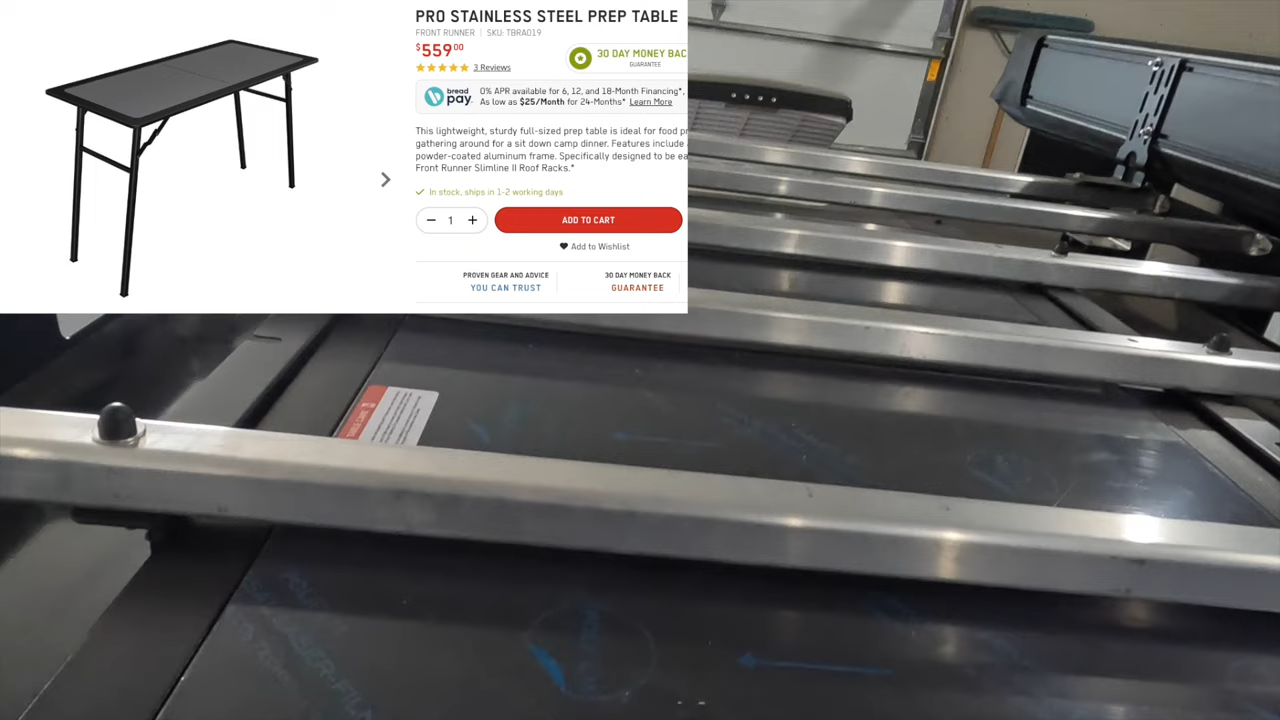 PRO STAINLESS STEEL PREP TABLE
FRONT RUNNER | SKU: TBRA019
$55900
3 Reviews
30 DAY MONEY BAC
GUARANTEE
bread pay
0% APR available for 6, 12, and 18-Month Financing*,
As low as $25/Month for 24-Months* Learn More
This lightweight, sturdy full-sized prep table is ideal for food pr
gathering around for a sit down camp dinner. Features include
powder-coated aluminum frame. Specifically designed to be ea
Front Runner Slimline II Roof Racks.*
In stock, ships in 1-2 working days
− 1 +
ADD TO CART
Add to Wishlist
PROVEN GEAR AND ADVICE
YOU CAN TRUST
30 DAY MONEY BACK
GUARANTEE